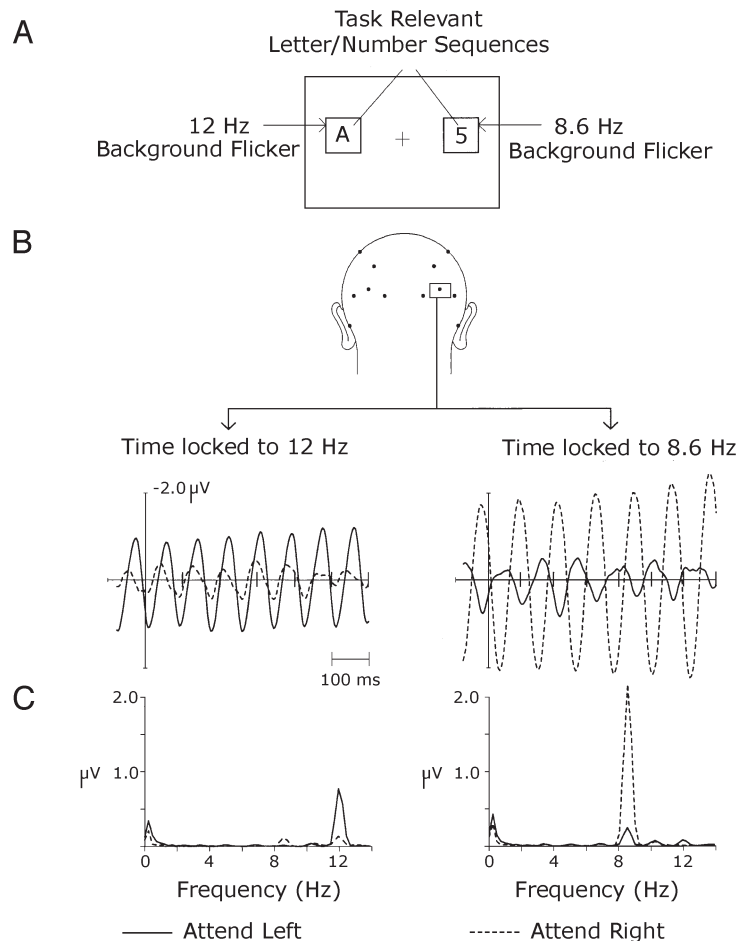 A
Task Relevant
Letter/Number Sequences
12 Hz
Background Flicker
A
+
5
8.6 Hz
Background Flicker
B
Time locked to 12 Hz
Time locked to 8.6 Hz
-2.0 µV
100 ms
C
2.0
µV
1.0
0 4 8 12
Frequency (Hz)
2.0
µV
1.0
0 4 8 12
Frequency (Hz)
Attend Left
Attend Right